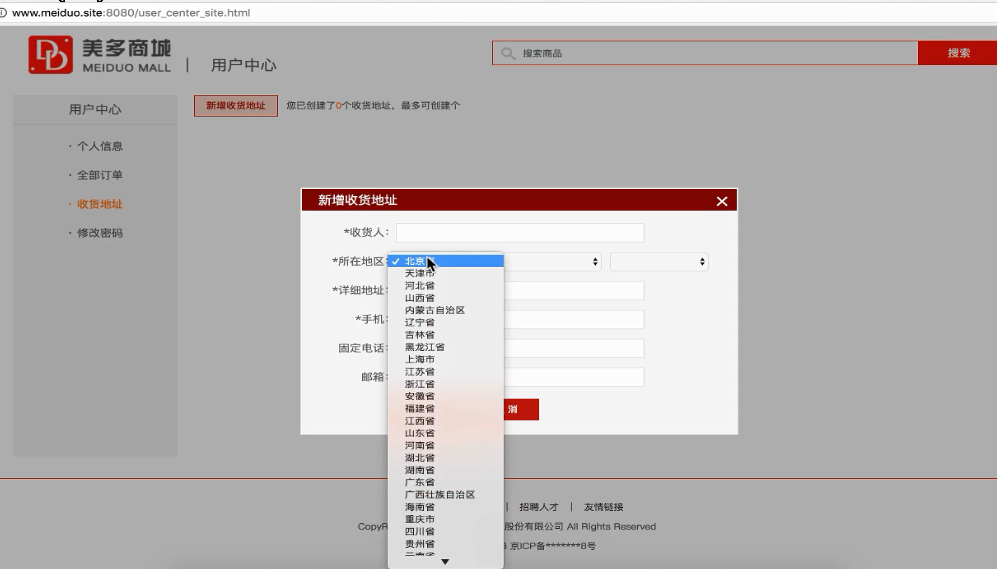 www.meiduo.site:8080/user_center_site.html
美多商城
MEIDUO MALL
| 用户中心
搜索商品
搜索
用户中心
· 个人信息
· 全部订单
· 收货地址
· 修改密码
新增收货地址
您已创建了0个收货地址，最多可创建个
新增收货地址
*收货人:
*所在地区:
*详细地址:
*手机:
固定电话:
邮箱:
✓ 北京
天津市
河北省
山西省
内蒙古自治区
辽宁省
吉林省
黑龙江省
上海市
江苏省
浙江省
安徽省
福建省
江西省
山东省
河南省
湖北省
湖南省
广东省
广西壮族自治区
海南省
重庆市
四川省
贵州省
云南省
消
| 招聘人才 | 友情链接
CopyR
股份有限公司 All Rights Reserved
京ICP备*******8号